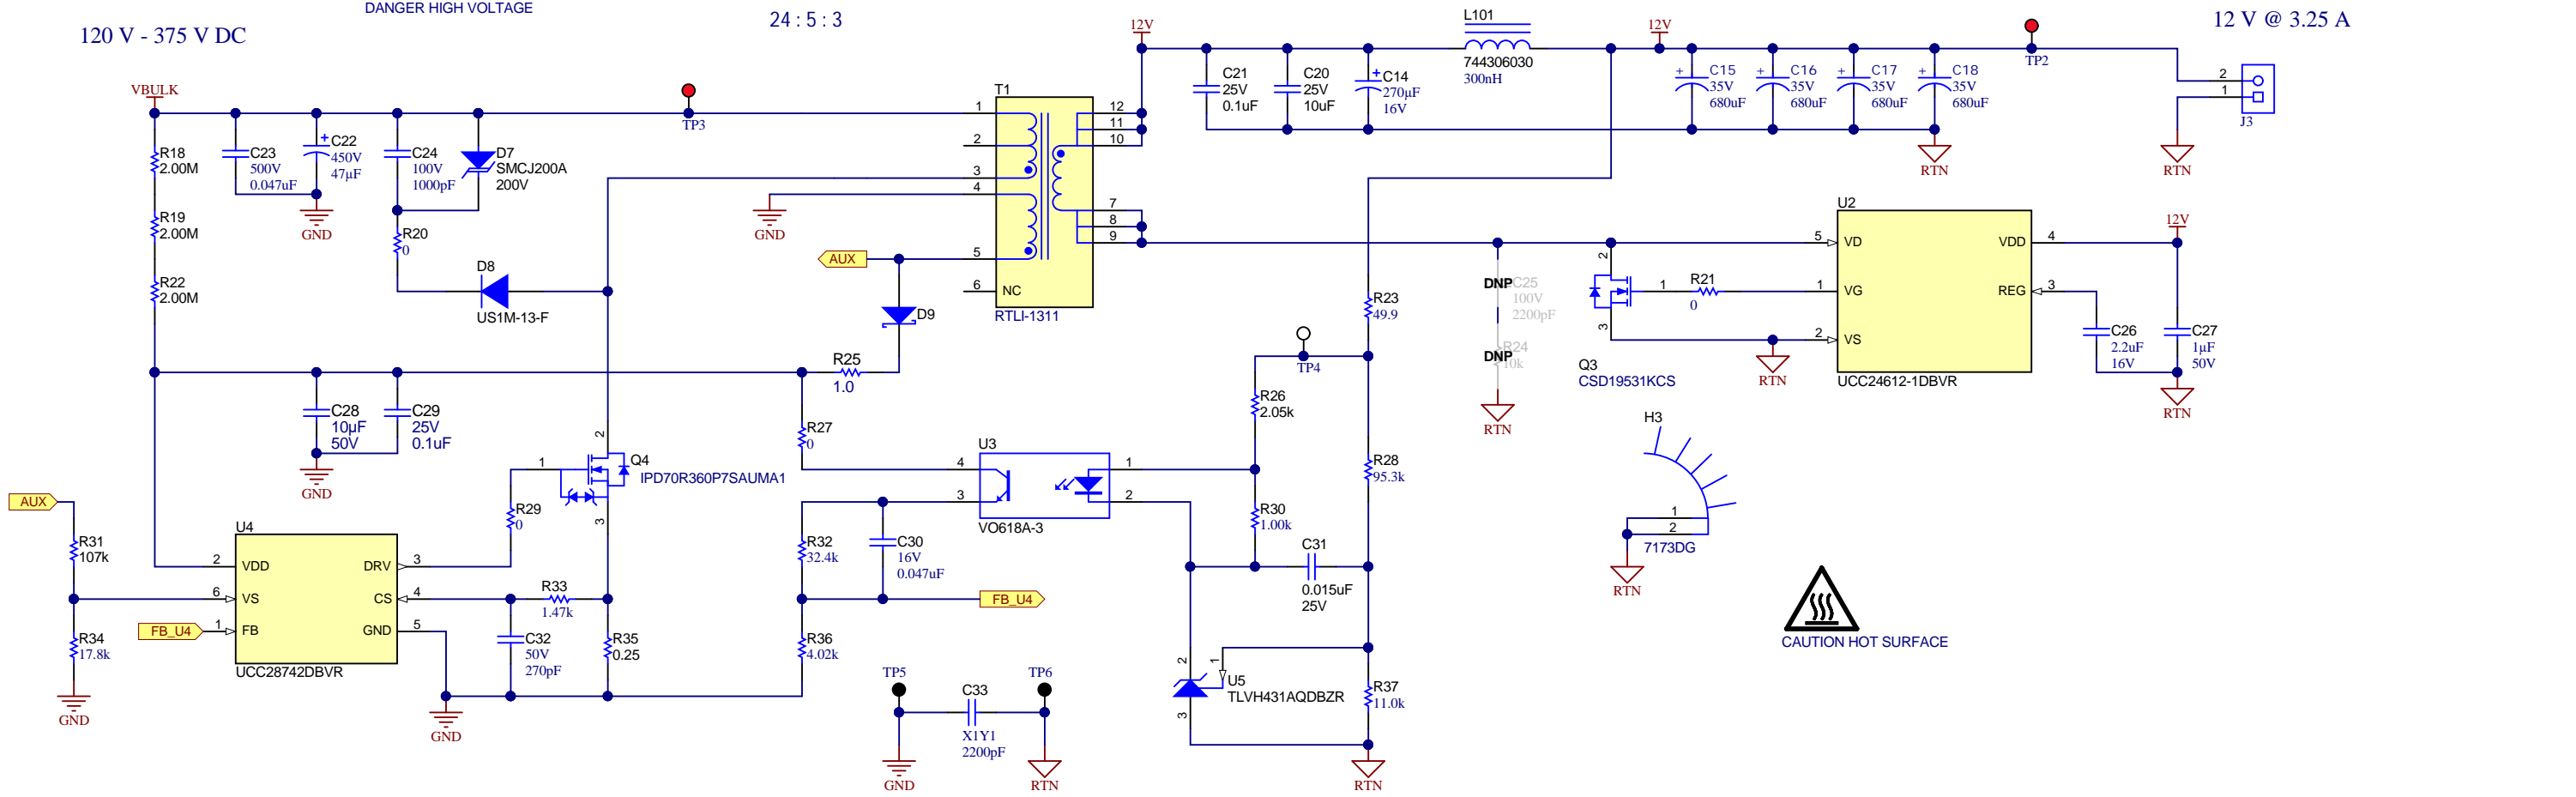 DANGER HIGH VOLTAGE
120 V - 375 V DC
24 : 5 : 3
12 V @ 3.25 A
VBULK
R18
2.00M
R19
2.00M
R22
2.00M
C23
500V
0.047uF
C22
450V
47µF
GND
C24
100V
1000pF
D7
SMCJ200A
200V
R20
0
D8
US1M-13-F
TP3
T1
1
2
3
4
5
6
NC
12
11
10
7
8
9
RTLI-1311
GND
AUX
D9
R25
1.0
12V
C21
25V
0.1uF
C20
25V
10uF
C14
270µF
16V
L101
744306030
300nH
12V
C15
35V
680uF
C16
35V
680uF
C17
35V
680uF
C18
35V
680uF
RTN
TP2
2
1
J3
RTN
U2
5
VD
1
VG
2
VS
VDD
4
REG
3
UCC24612-1DBVR
12V
C26
2.2uF
16V
C27
1µF
50V
RTN
DNP
C25
100V
2200pF
DNP
R24
10k
RTN
2
1
3
R21
0
RTN
Q3
CSD19531KCS
H3
1
2
7173DG
RTN
CAUTION HOT SURFACE
C28
10µF
50V
C29
25V
0.1uF
GND
2
1
3
Q4
IPD70R360P7SAUMA1
R29
0
R27
0
U3
4
3
1
2
VO618A-3
TP4
R23
49.9
R26
2.05k
R28
95.3k
R30
1.00k
C31
0.015uF
25V
AUX
R31
107k
R34
17.8k
GND
FB_U4
U4
2
VDD
6
VS
1
FB
DRV
3
CS
4
GND
5
UCC28742DBVR
R33
1.47k
C32
50V
270pF
R35
0.25
GND
R32
32.4k
C30
16V
0.047uF
FB_U4
R36
4.02k
TP5
TP6
C33
X1Y1
2200pF
GND
RTN
2
1
3
U5
TLVH431AQDBZR
R37
11.0k
RTN